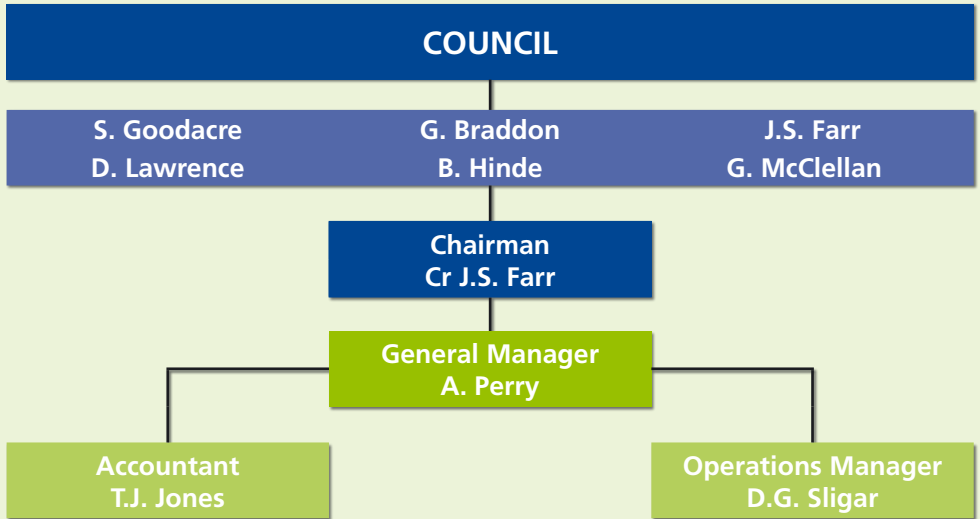 COUNCIL
S. Goodacre G. Braddon J.S. Farr
D. Lawrence B. Hinde G. McClellan
Chairman
Cr J.S. Farr
General Manager
A. Perry
Accountant
T.J. Jones
Operations Manager
D.G. Sligar